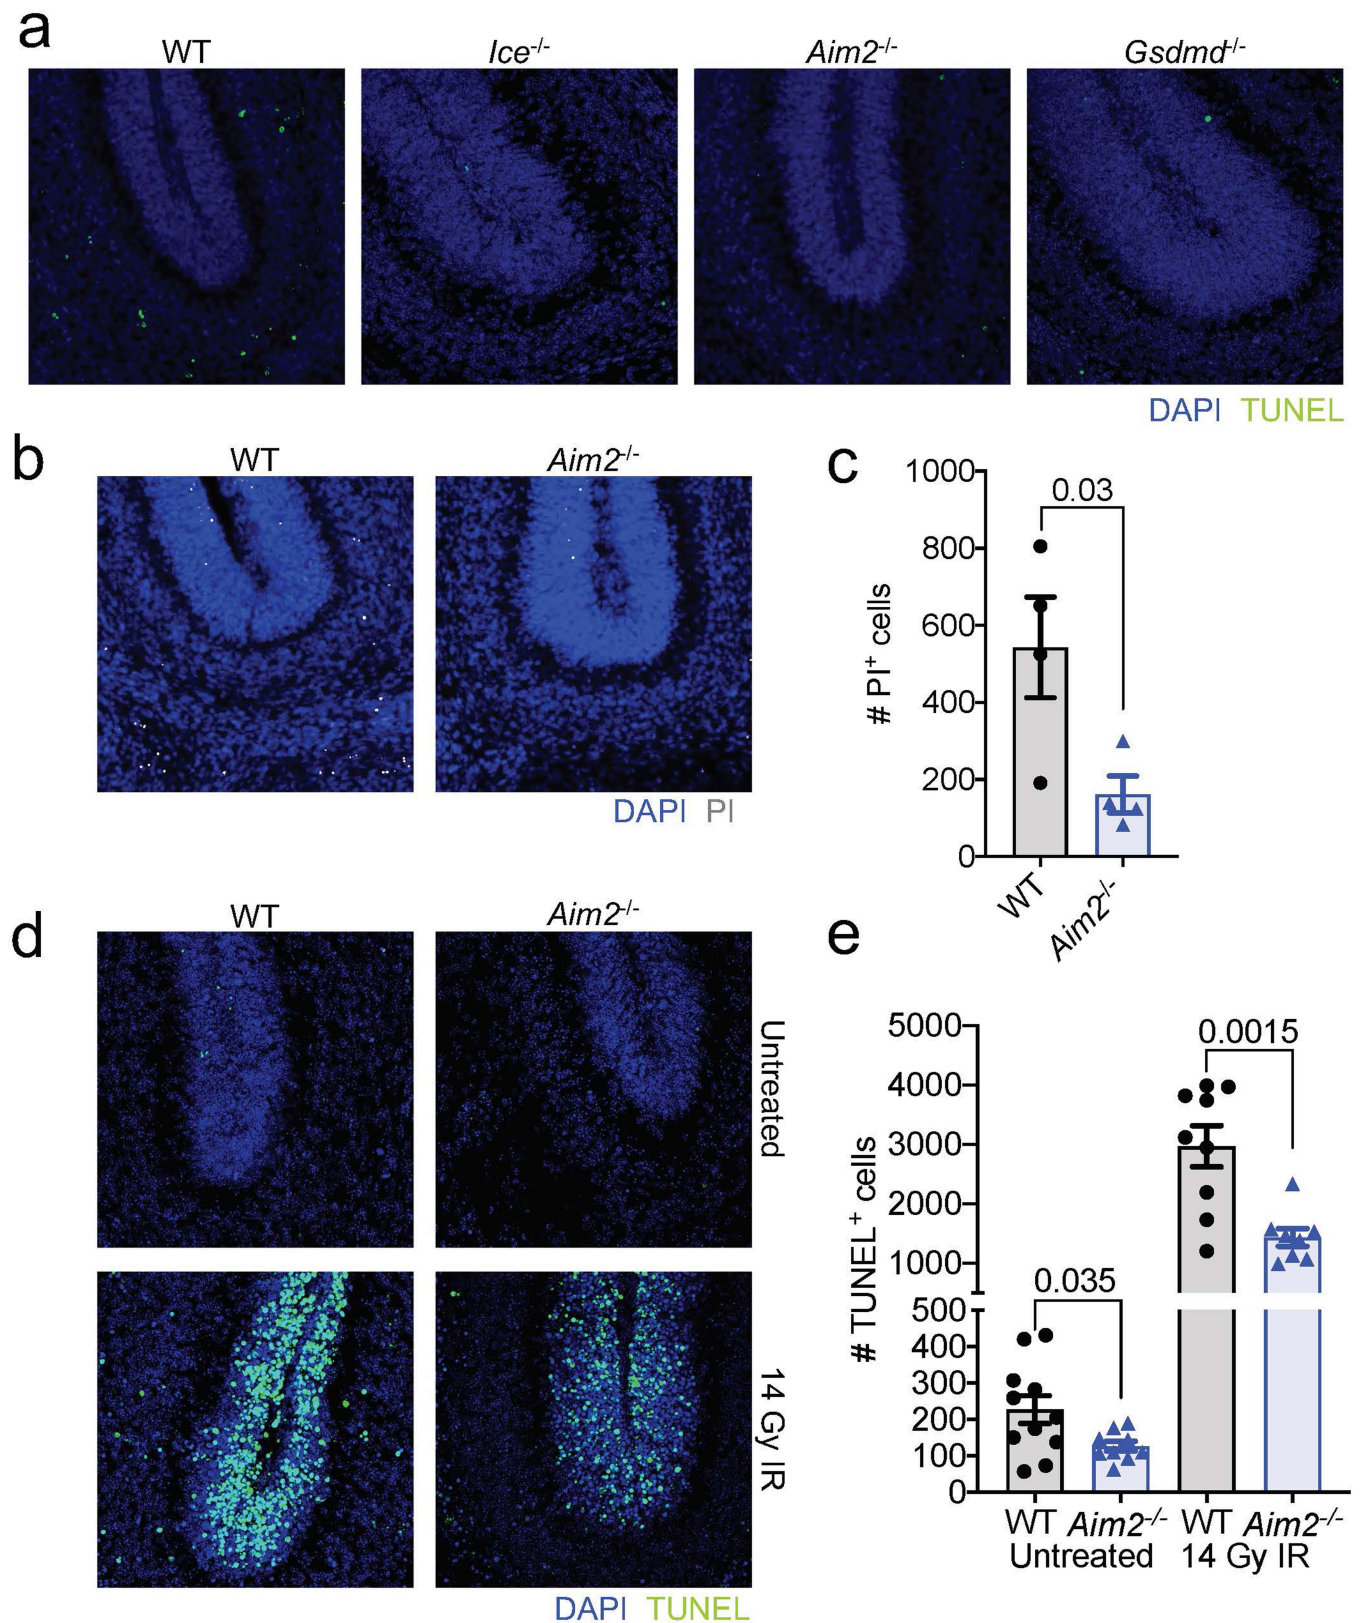 a
WT
Ice-/-
Aim2-/-
Gsdmd-/-
DAPI TUNEL
b
WT
Aim2-/-
DAPI PI
c
# PI+ cells
1000
800
600
400
200
0
0.03
WT
Aim2-/-
d
WT
Aim2-/-
Untreated
14 Gy IR
DAPI TUNEL
e
# TUNEL+ cells
5000
4000
3000
2000
1000
500
400
300
200
100
0
0.035
0.0015
WT Aim2-/- WT Aim2-/-
Untreated 14 Gy IR